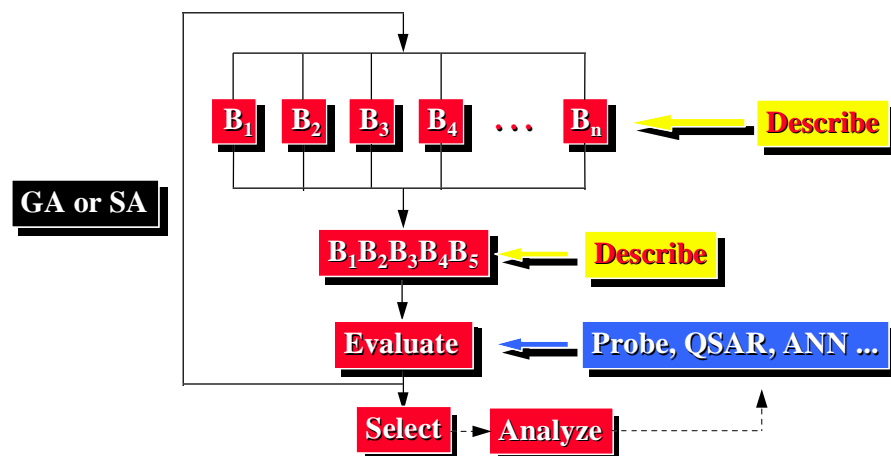 B₁ B₂ B₃ B₄ ... Bₙ
Describe
GA or SA
B₁B₂B₃B₄B₅
Describe
Evaluate
Probe, QSAR, ANN ...
Select
Analyze